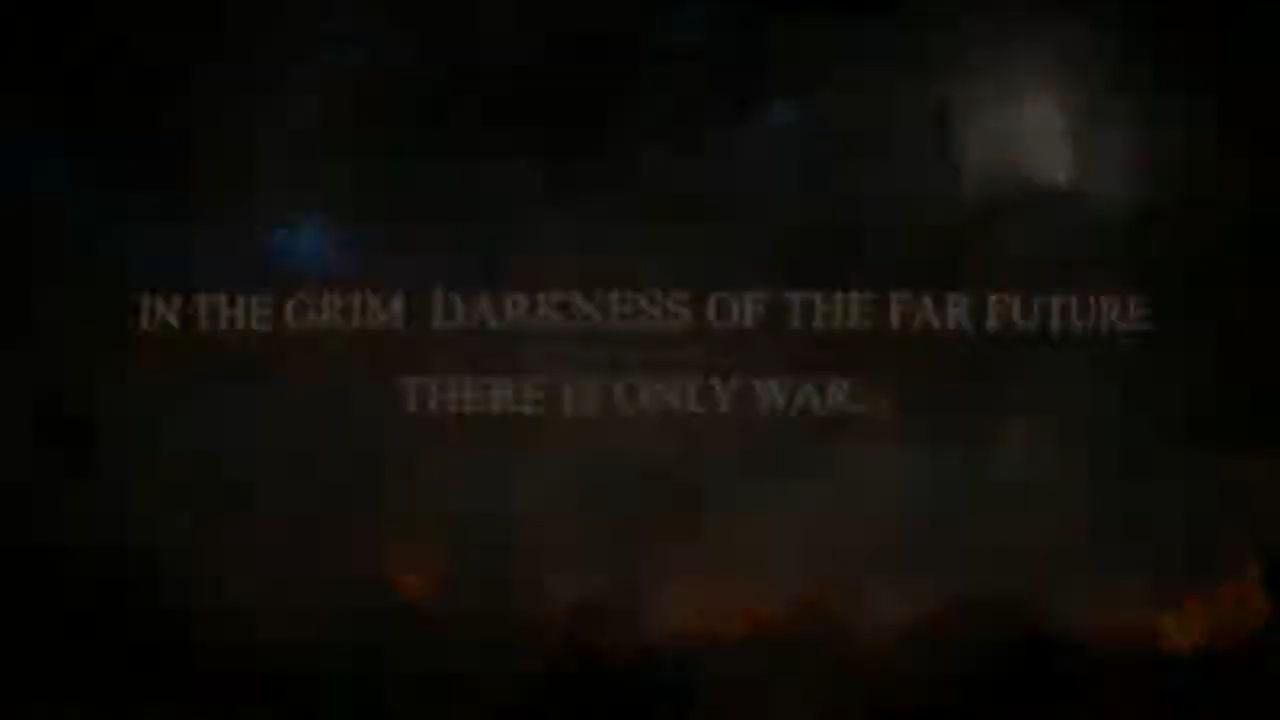 IN THE GRIM DARKNESS OF THE FAR FUTURE
THERE IS ONLY WAR.